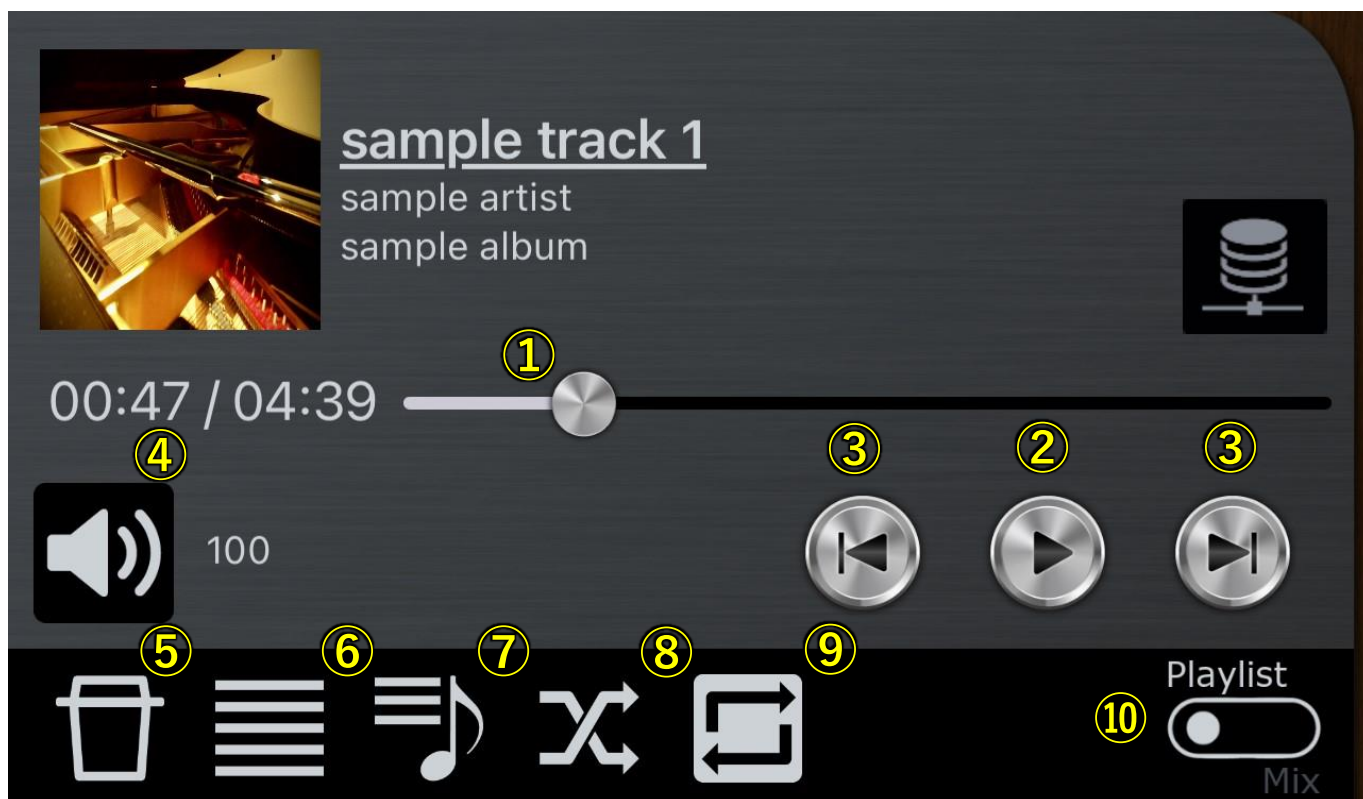 sample track 1
sample artist
sample album
①
00:47 / 04:39
④ ③ ② ③
100
⑤ ⑥ ⑦ ⑧ ⑨
Playlist
⑩
Mix